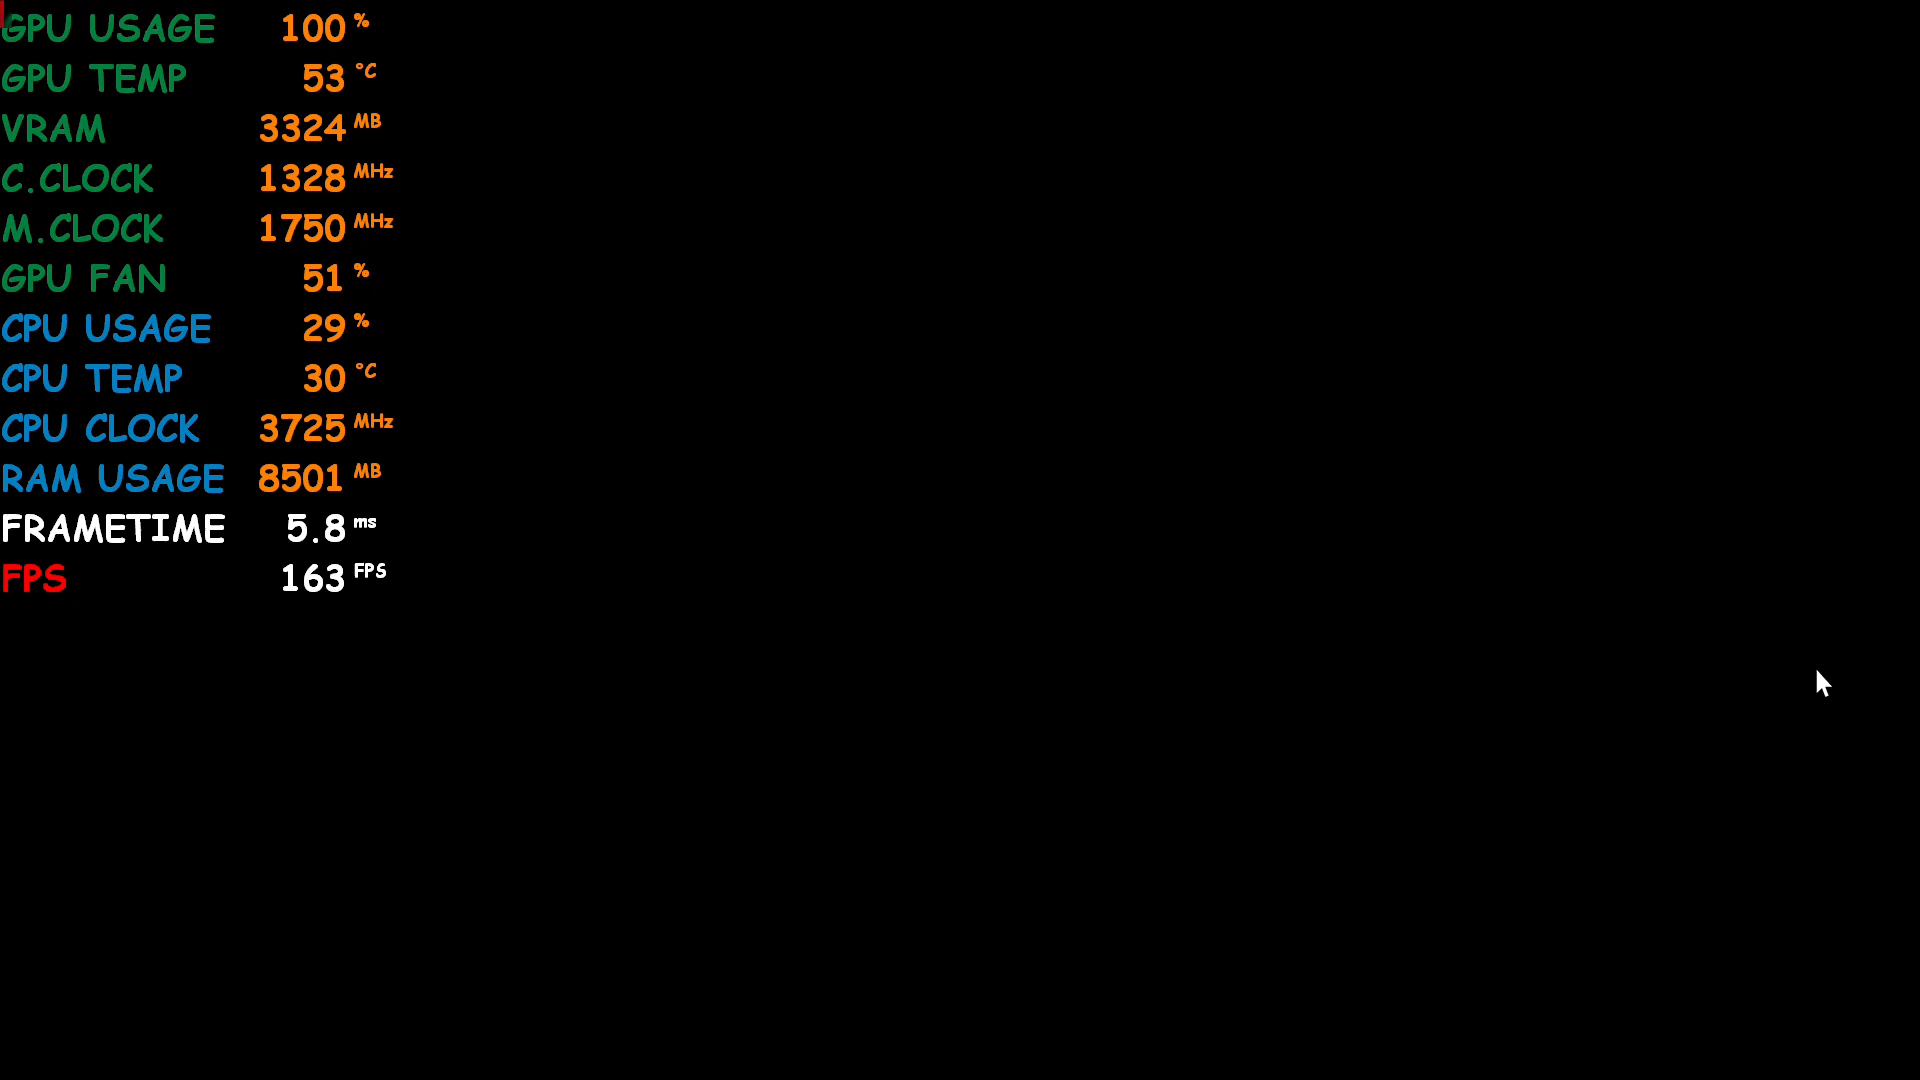 GPU USAGE 100 %
GPU TEMP 53 °C
VRAM 3324 MB
C.CLOCK 1328 MHz
M.CLOCK 1750 MHz
GPU FAN 51 %
CPU USAGE 29 %
CPU TEMP 30 °C
CPU CLOCK 3725 MHz
RAM USAGE 8501 MB
FRAMETIME 5.8 ms
FPS 163 FPS